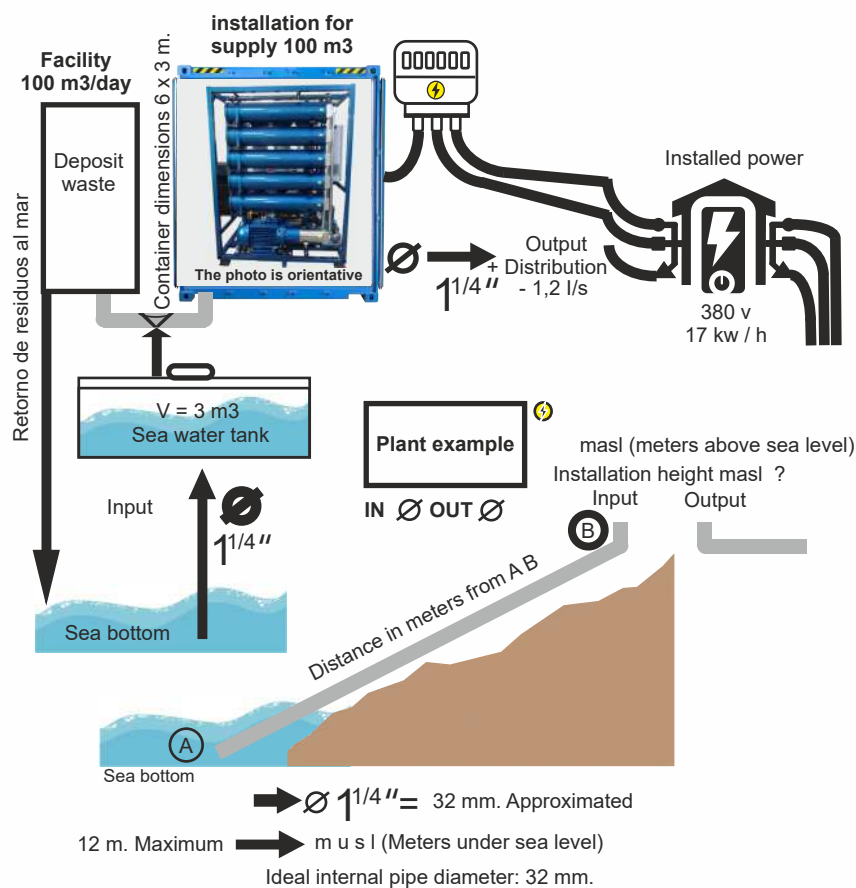 installation for
supply 100 m3
Facility
100 m3/day
Container dimensions 6 x 3 m.
Deposit
waste
Retorno de residuos al mar
The photo is orientative
Installed power
Ø
1 1/4 "
Output
+ Distribution
- 1,2 l/s
380 v
17 kw / h
V = 3 m3
Sea water tank
Input
Ø
1 1/4 "
Sea bottom
Plant example
IN Ø OUT Ø
masl (meters above sea level)
Installation height masl ?
Input
Output
B
Distance in meters from A B
A
Sea bottom
Ø 1 1/4 " = 32 mm. Approximated
12 m. Maximum m u s l (Meters under sea level)
Ideal internal pipe diameter: 32 mm.